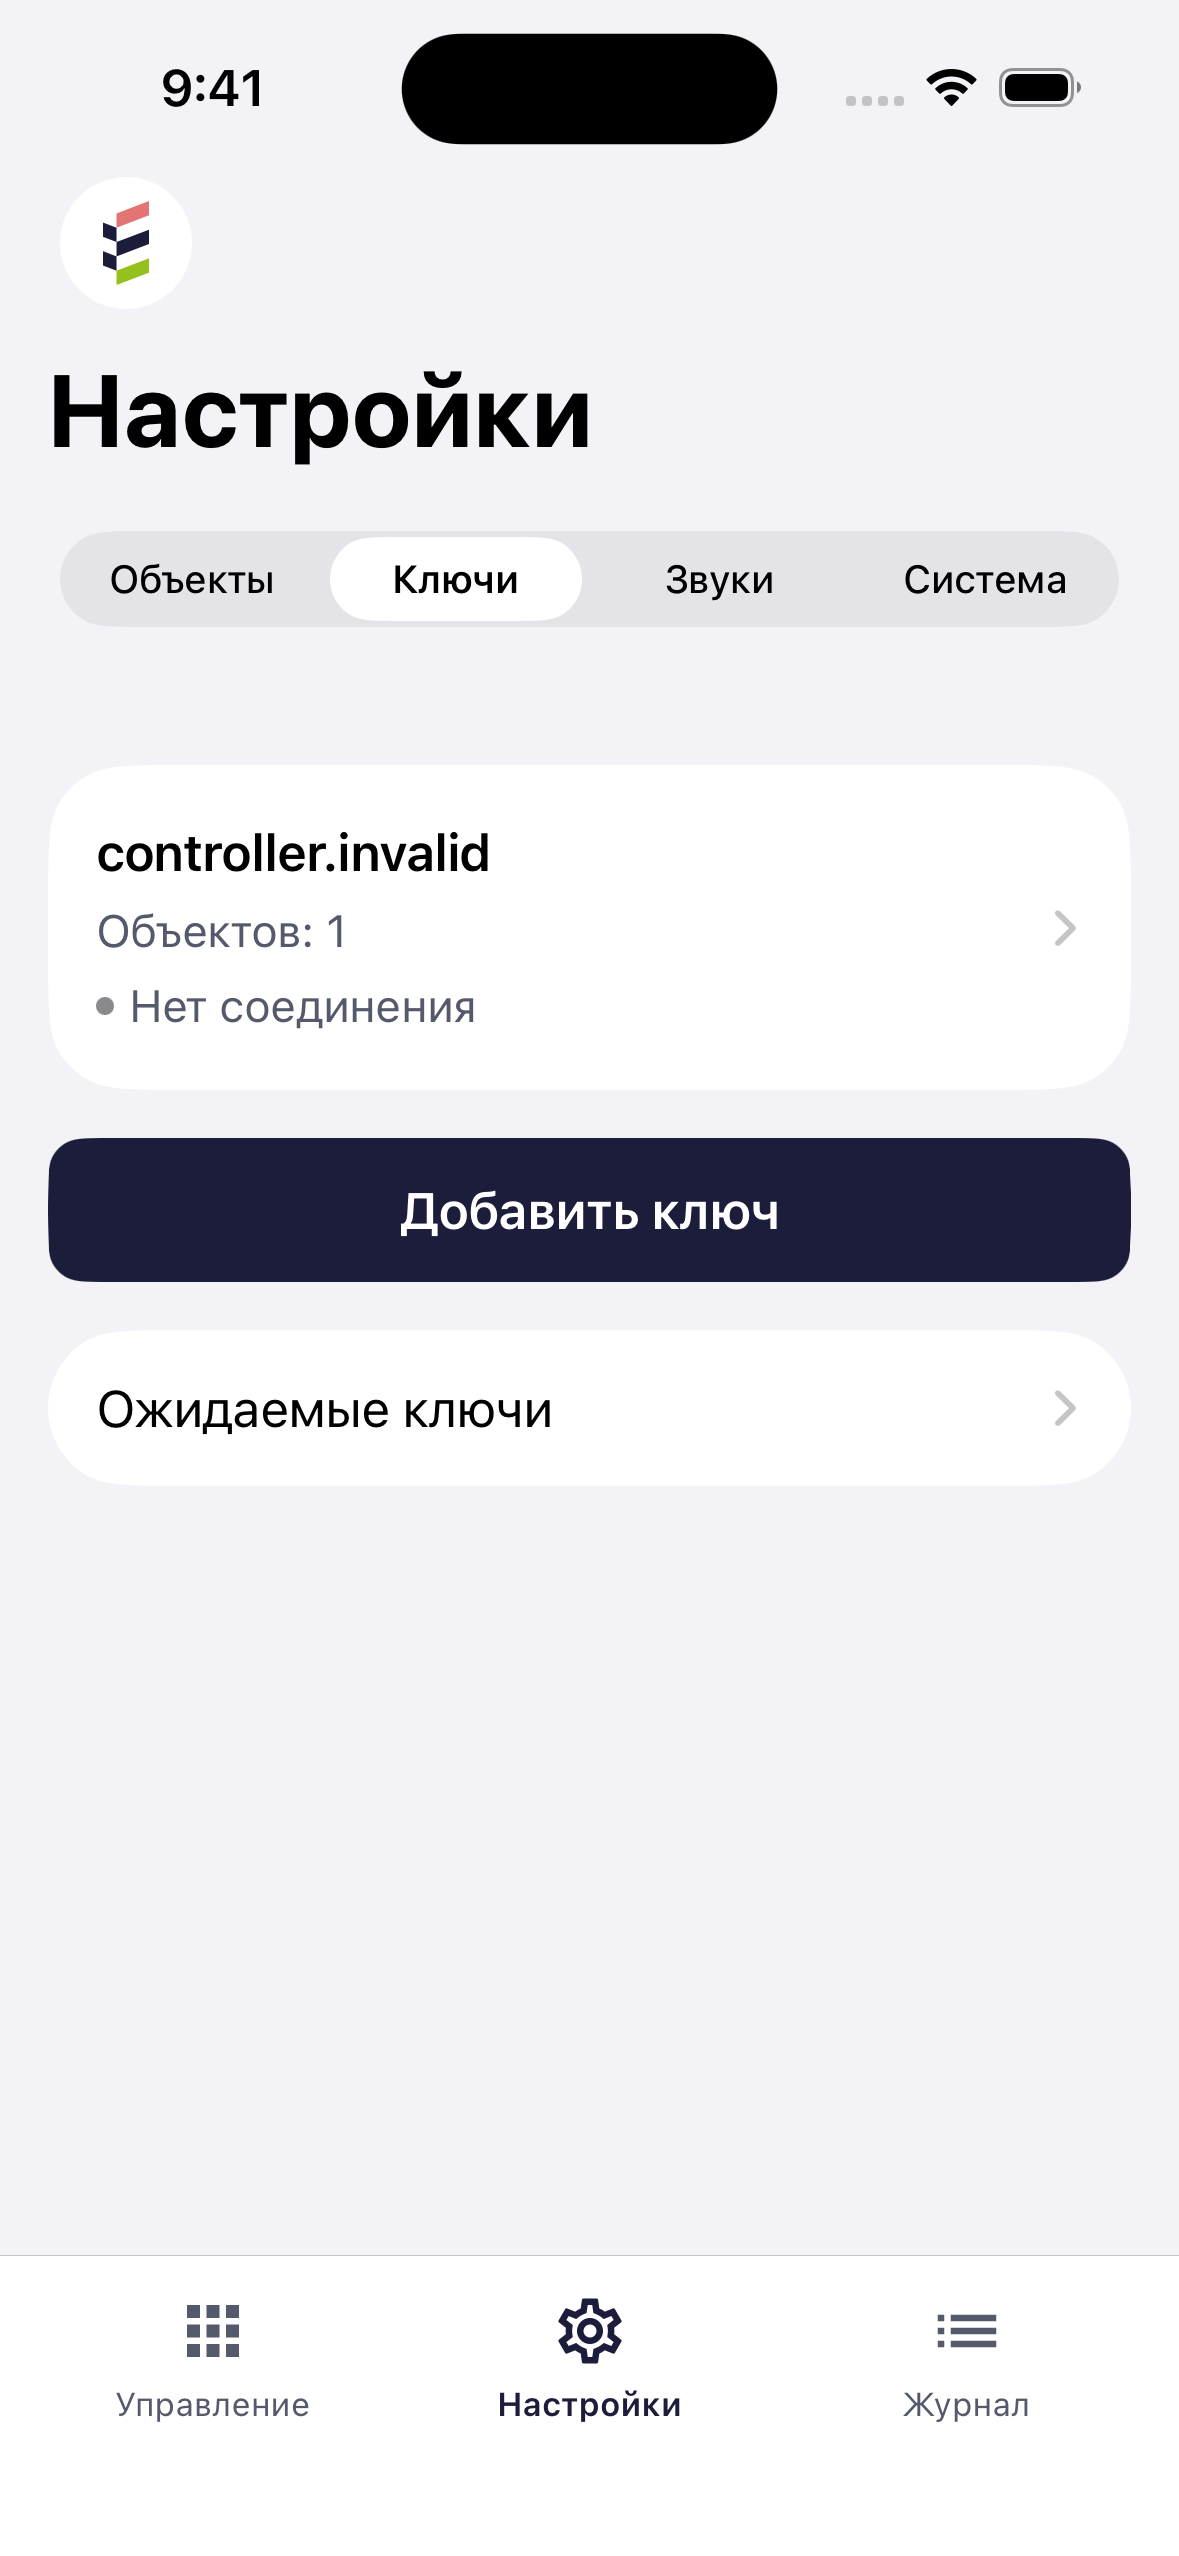 9:41
Настройки
Объекты Ключи Звуки Система
controller.invalid
Объектов: 1
Нет соединения
Добавить ключ
Ожидаемые ключи
Управление Настройки Журнал